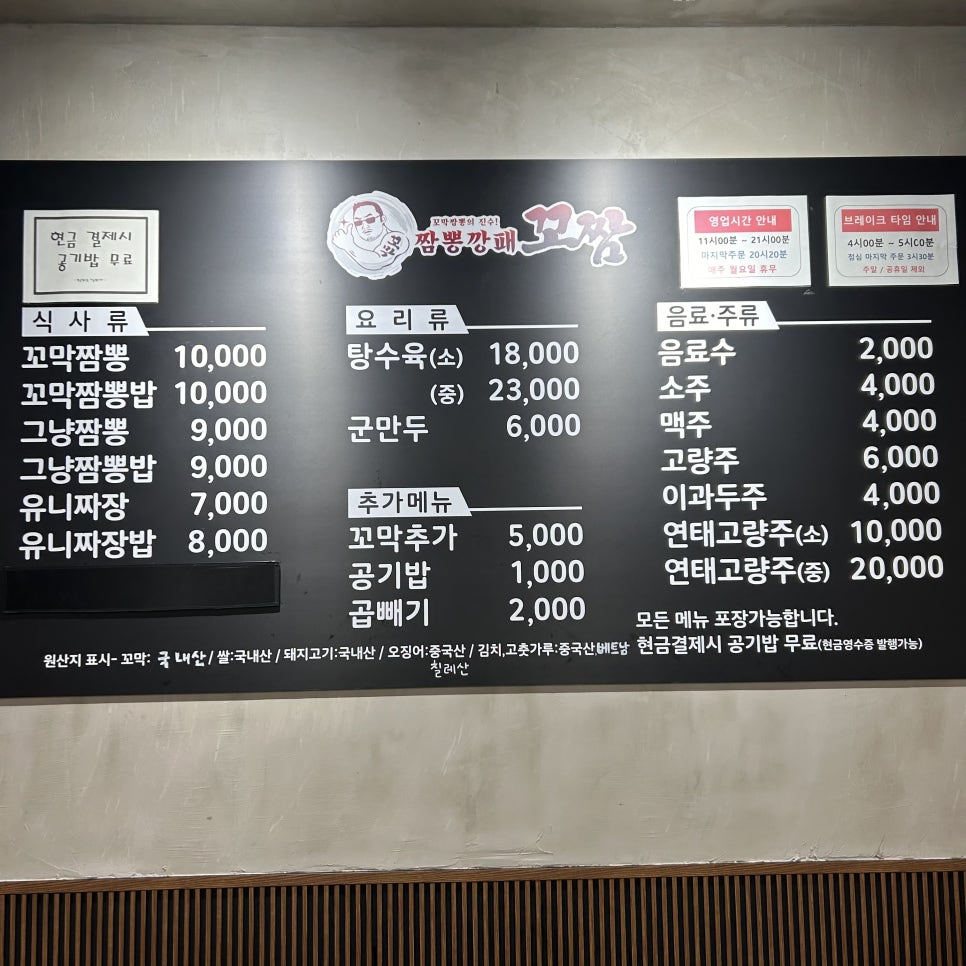 현금 결제시
공기밥 무료
꼬막짬뽕의 진수!
짬뽕깡패 꼬짬
영업시간 안내
11시00분 ~ 21시00분
마지막주문 20시20분
매주 월요일 휴무
브레이크 타임 안내
4시00분 ~ 5시00분
점심 마지막 주문 3시30분
주말 / 공휴일 제외
식사류
꼬막짬뽕 10,000
꼬막짬뽕밥 10,000
그냥짬뽕 9,000
그냥짬뽕밥 9,000
유니짜장 7,000
유니짜장밥 8,000
요리류
탕수육(소) 18,000
(중) 23,000
군만두 6,000
추가메뉴
꼬막추가 5,000
공기밥 1,000
곱빼기 2,000
음료·주류
음료수 2,000
소주 4,000
맥주 4,000
고량주 6,000
이과두주 4,000
연태고량주(소) 10,000
연태고량주(중) 20,000
모든 메뉴 포장가능합니다.
현금결제시 공기밥 무료(현금영수증 발행가능)
원산지 표시- 꼬막: 국내산 / 쌀:국내산 / 돼지고기:국내산 / 오징어:중국산 / 김치,고춧가루:중국산,베트남
칠레산